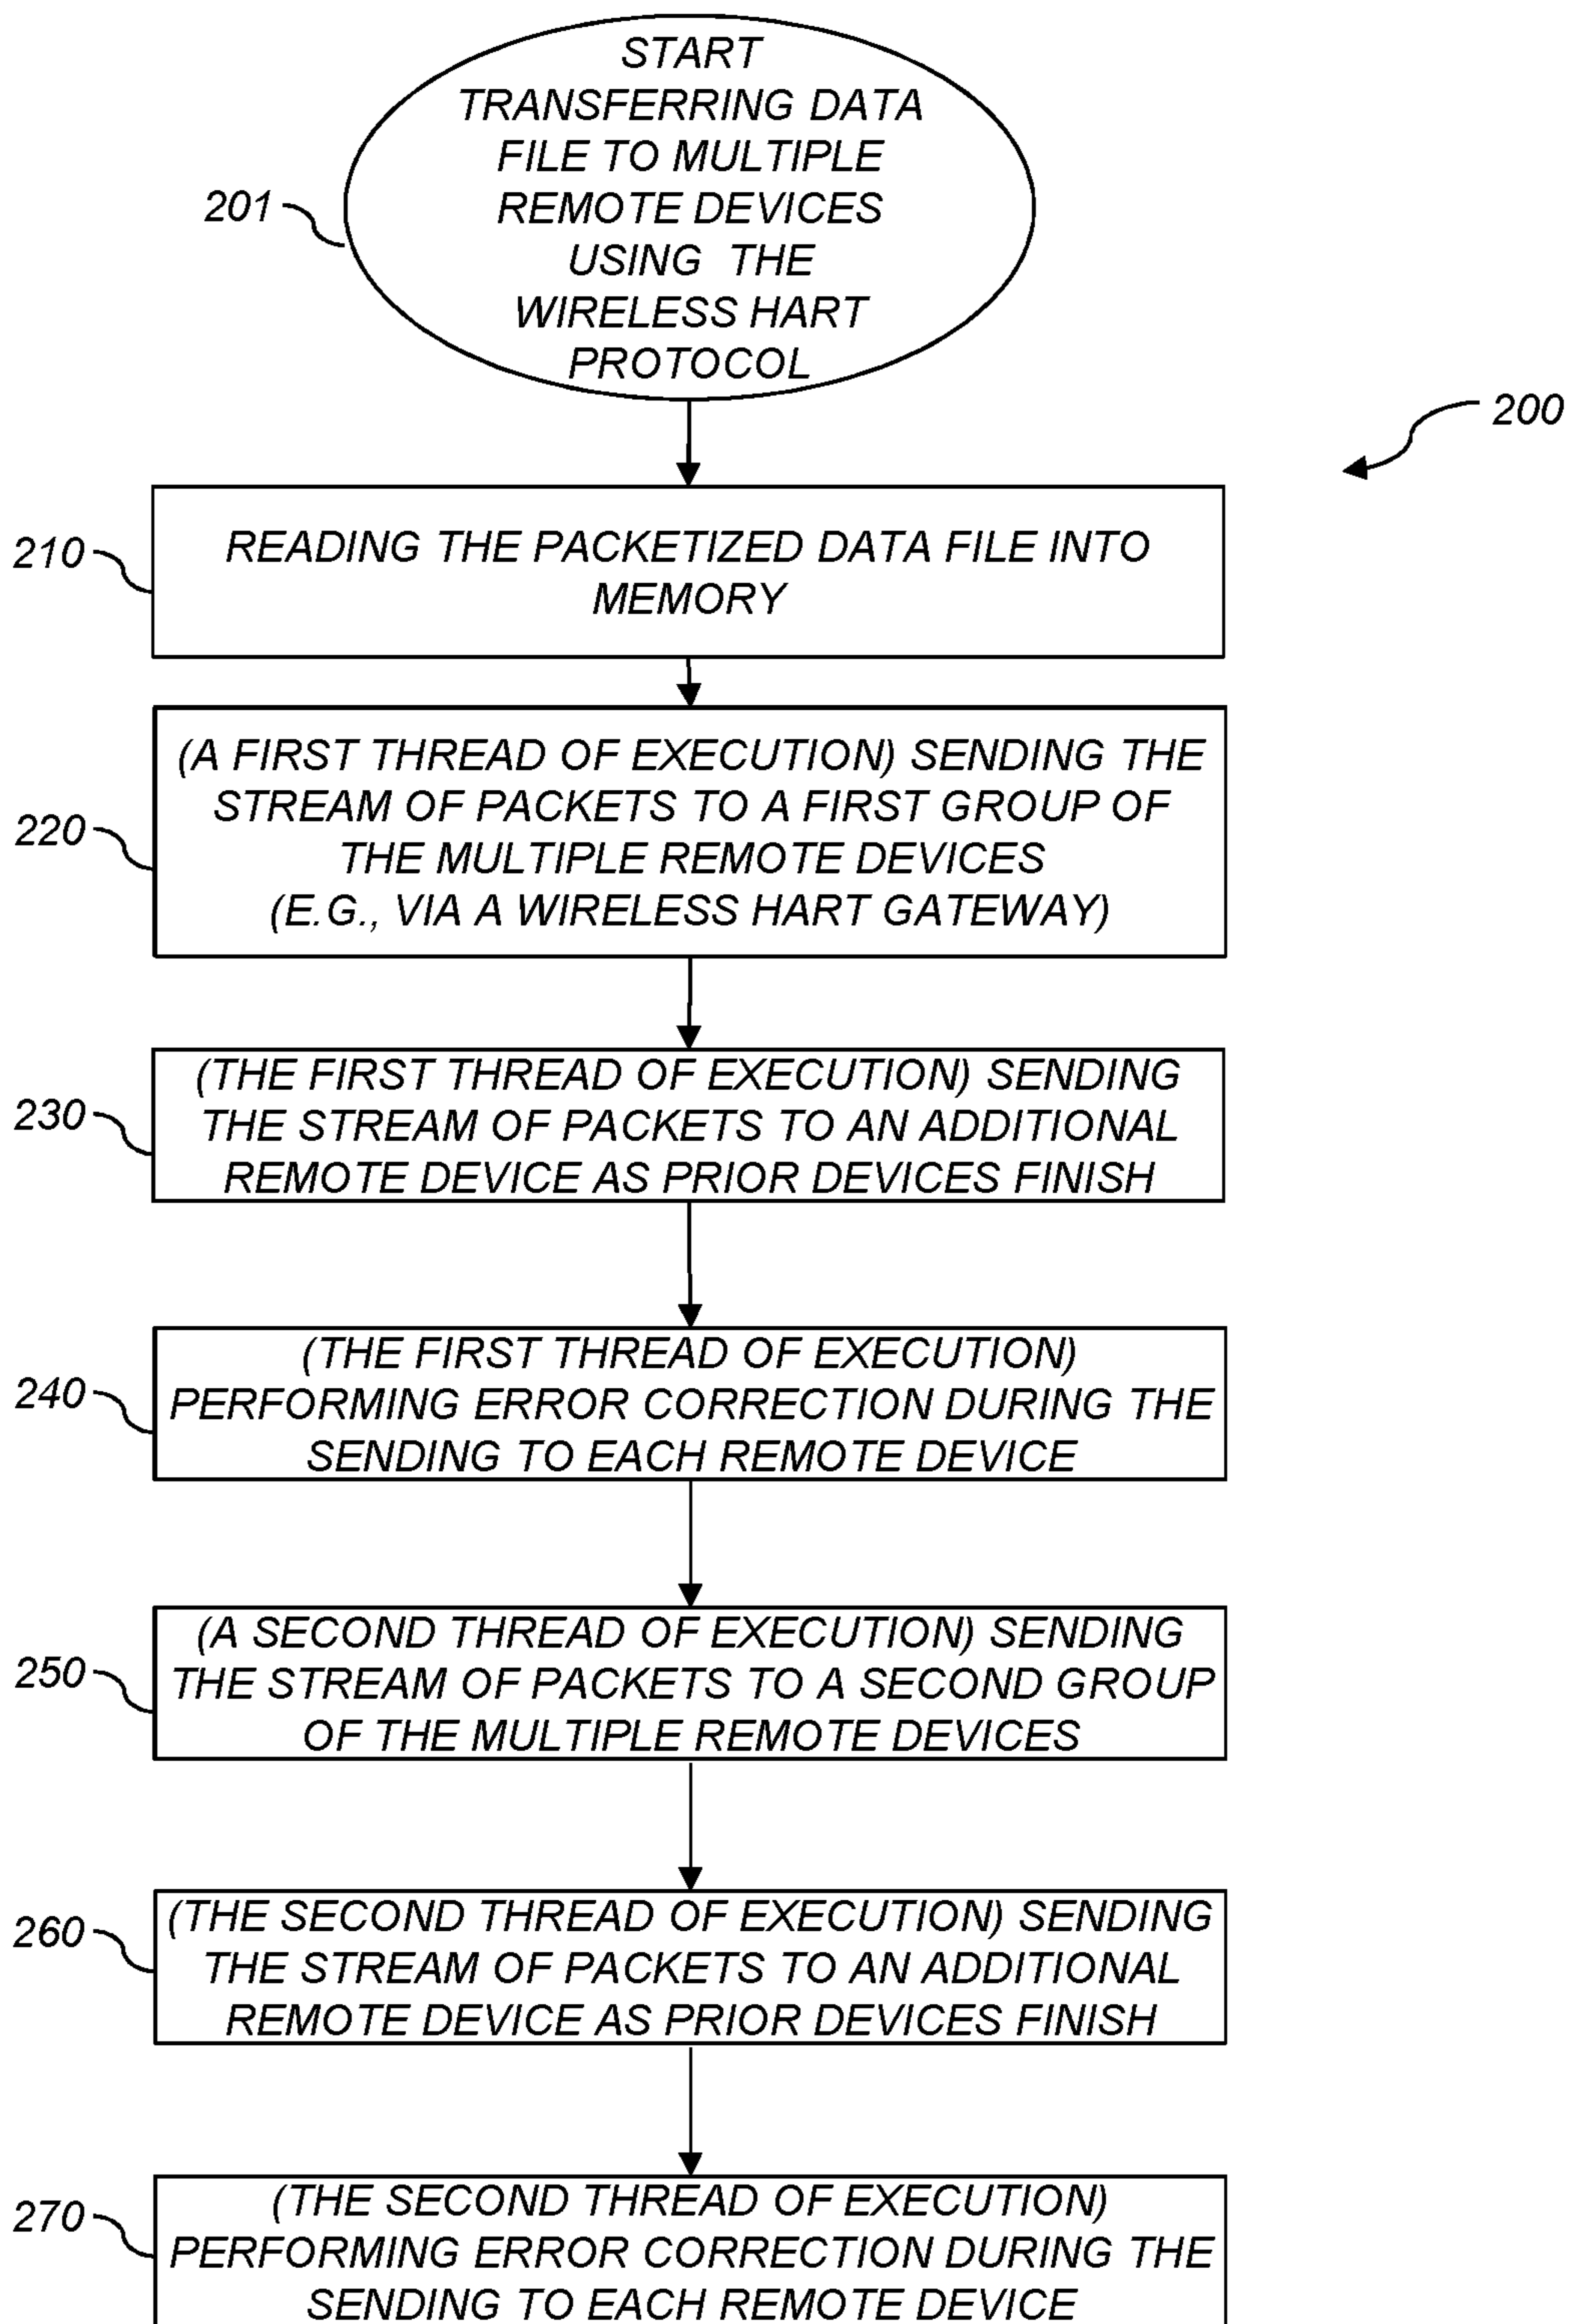 START
TRANSFERRING DATA
FILE TO MULTIPLE
REMOTE DEVICES
USING THE
WIRELESS HART
PROTOCOL
201
200
210
READING THE PACKETIZED DATA FILE INTO
MEMORY
220
(A FIRST THREAD OF EXECUTION) SENDING THE
STREAM OF PACKETS TO A FIRST GROUP OF
THE MULTIPLE REMOTE DEVICES
(E.G., VIA A WIRELESS HART GATEWAY)
230
(THE FIRST THREAD OF EXECUTION) SENDING
THE STREAM OF PACKETS TO AN ADDITIONAL
REMOTE DEVICE AS PRIOR DEVICES FINISH
240
(THE FIRST THREAD OF EXECUTION)
PERFORMING ERROR CORRECTION DURING THE
SENDING TO EACH REMOTE DEVICE
250
(A SECOND THREAD OF EXECUTION) SENDING
THE STREAM OF PACKETS TO A SECOND GROUP
OF THE MULTIPLE REMOTE DEVICES
260
(THE SECOND THREAD OF EXECUTION) SENDING
THE STREAM OF PACKETS TO AN ADDITIONAL
REMOTE DEVICE AS PRIOR DEVICES FINISH
270
(THE SECOND THREAD OF EXECUTION)
PERFORMING ERROR CORRECTION DURING THE
SENDING TO EACH REMOTE DEVICE